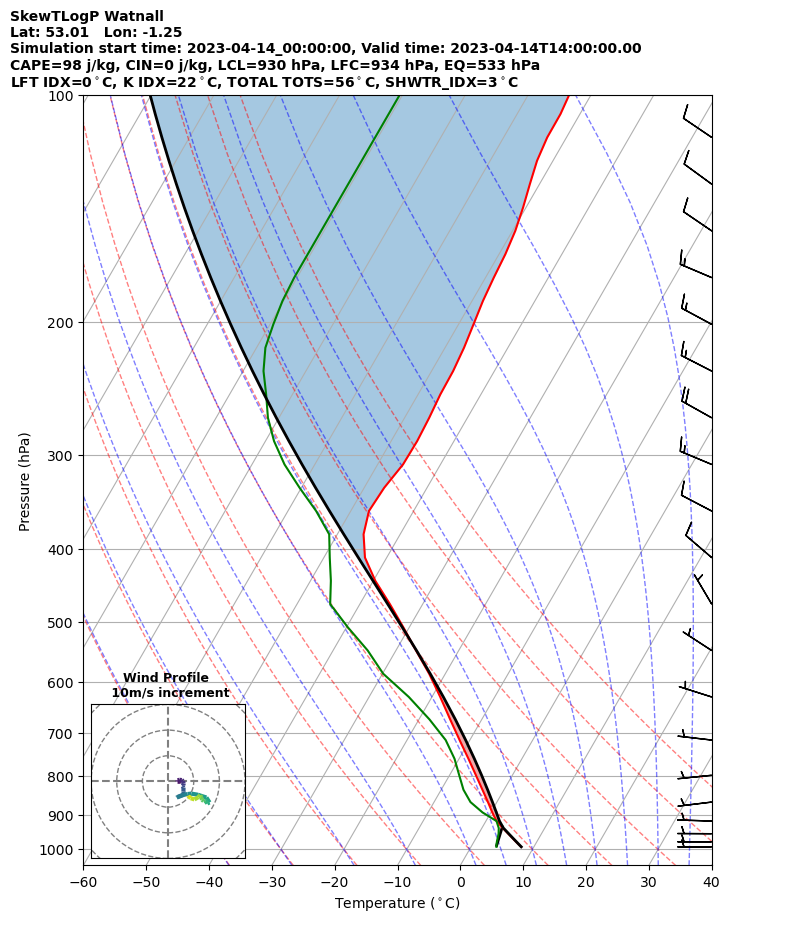 SkewTLogP Watnall
Lat: 53.01   Lon: -1.25
Simulation start time: 2023-04-14_00:00:00, Valid time: 2023-04-14T14:00:00.00
CAPE=98 j/kg, CIN=0 j/kg, LCL=930 hPa, LFC=934 hPa, EQ=533 hPa
LFT IDX=0°C, K IDX=22°C, TOTAL TOTS=56°C, SHWTR_IDX=3°C
100
200
300
400
500
600
700
800
900
1000
Pressure (hPa)
Wind Profile
10m/s increment
−60 −50 −40 −30 −20 −10 0 10 20 30 40
Temperature (°C)